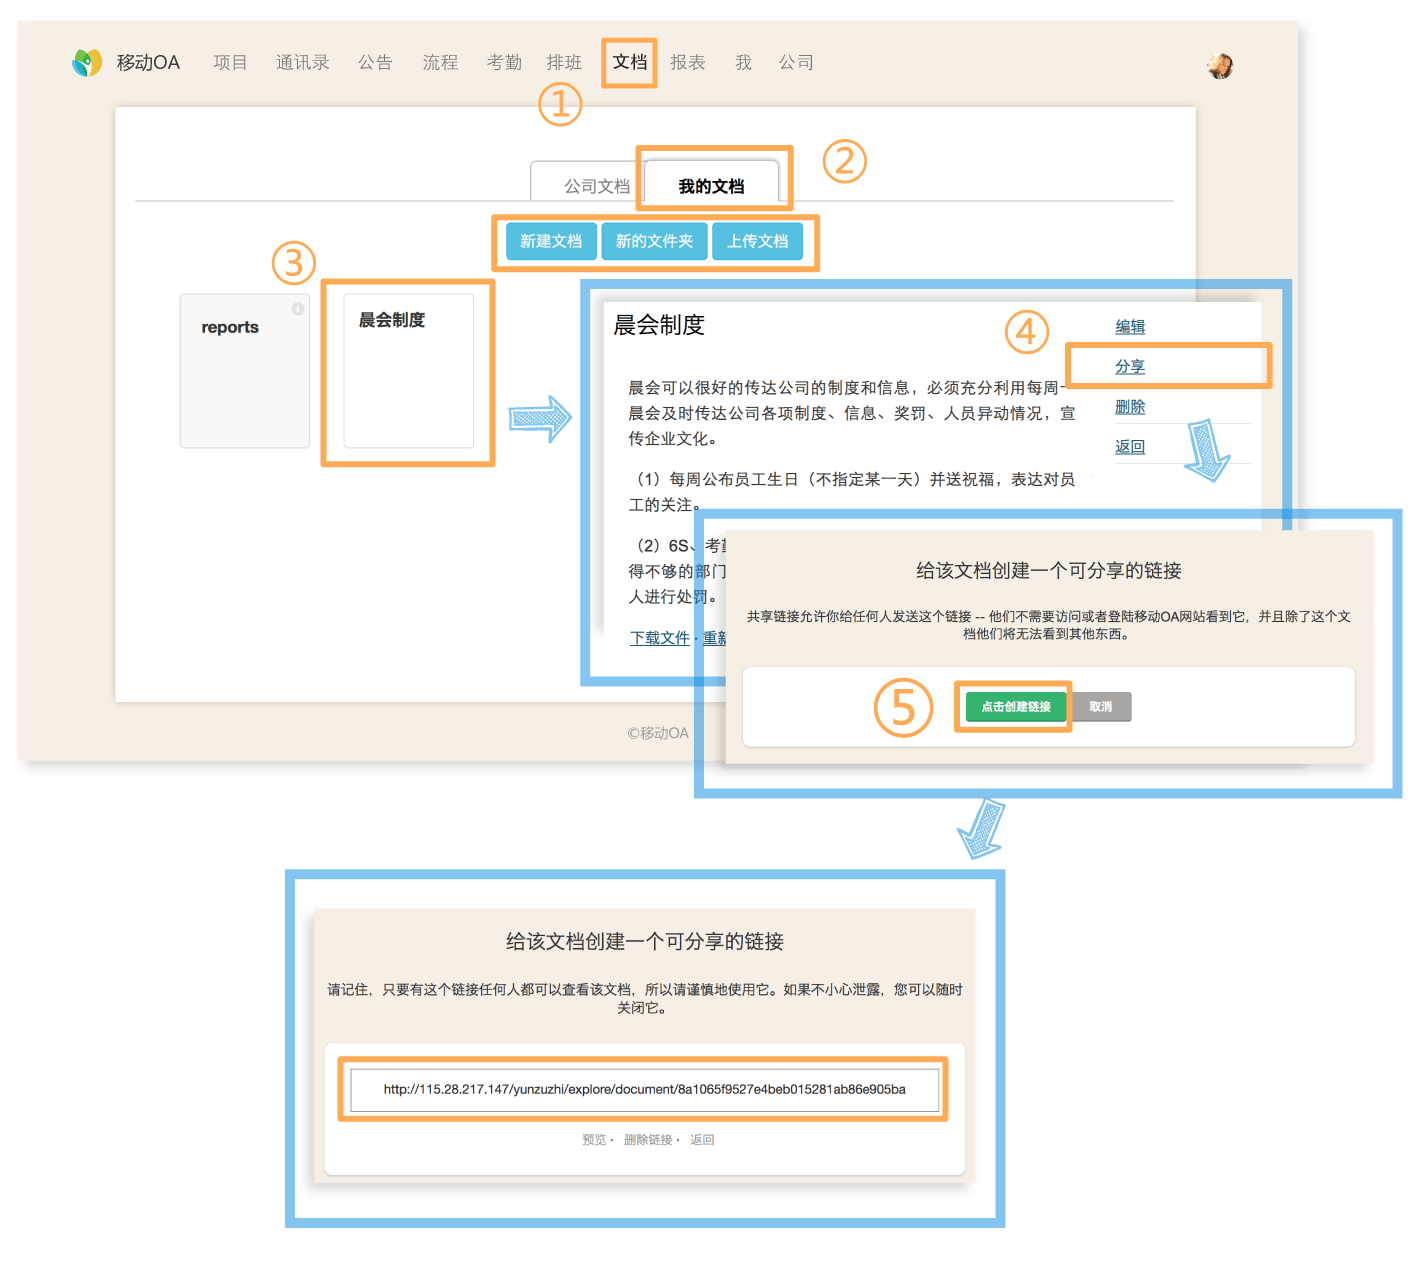 移动OA 项目 通讯录 公告 流程 考勤 排班 文档 报表 我 公司
①
②
公司文档 我的文档
新建文档 新的文件夹 上传文档
③
reports
晨会制度
晨会制度
④
编辑
分享
删除
返回
晨会可以很好的传达公司的制度和信息，必须充分利用每周一
晨会及时传达公司各项制度、信息、奖罚、人员异动情况，宣
传企业文化。
（1）每周公布员工生日（不指定某一天）并送祝福，表达对员
工的关注。
（2）6S、考
得不够的部门
人进行处罚。
下载文件 · 重新
©移动OA
给该文档创建一个可分享的链接
共享链接允许你给任何人发送这个链接 -- 他们不需要访问或者登陆移动OA网站看到它，并且除了这个文
档他们将无法看到其他东西。
⑤
点击创建链接 取消
给该文档创建一个可分享的链接
请记住，只要有这个链接任何人都可以查看该文档，所以请谨慎地使用它。如果不小心泄露，您可以随时
关闭它。
http://115.28.217.147/yunzuzhi/explore/document/8a1065f9527e4beb015281ab86e905ba
预览 · 删除链接 · 返回